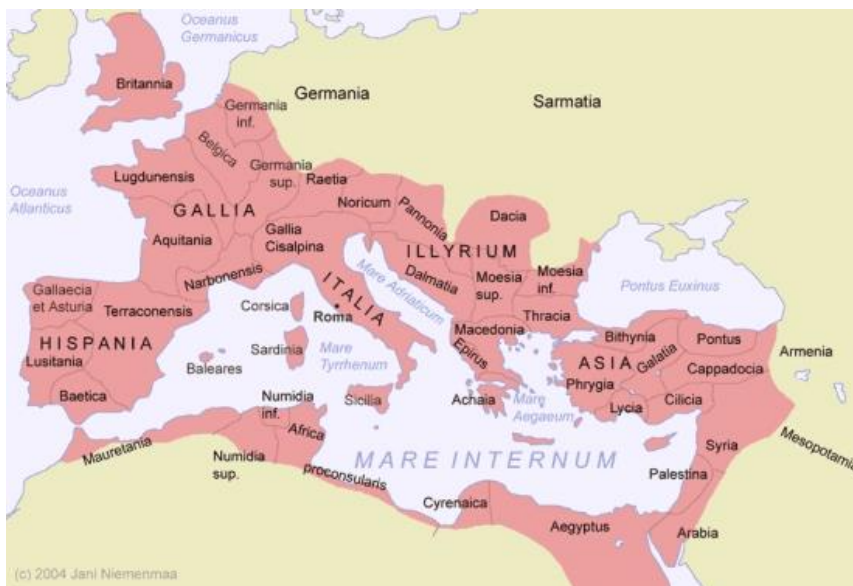 Oceanus
Germanicus
Britannia
Germania
inf.
Germania
Sarmatia
Belgica
Lugdunensis
Germania
sup.
Raetia
Oceanus
Atlanticus
GALLIA
Noricum
Pannonia
Dacia
Aquitania
Gallia
Cisalpina
ILLYRIUM
Dalmatia
Moesia
sup.
Moesia
inf.
Narbonensis
Mare Adriaticum
Pontus Euxinus
Gallaecia
et Asturia
Terraconensis
Corsica
ITALIA
Roma
Thracia
Macedonia
Epirus
Bithynia
Galatia
Pontus
HISPANIA
Lusitania
Baetica
Baleares
Sardinia
Mare
Tyrrhenum
ASIA
Phrygia
Cappadocia
Armenia
Sicilia
Achaia
Mare
Aegaeum
Lycia
Cilicia
Numidia
inf.
Africa
proconsularis
Mauretania
Numidia
sup.
MARE INTERNUM
Syria
Mesopotamia
Palestina
Cyrenaica
Aegyptus
Arabia
(c) 2004 Jani Niemenmaa